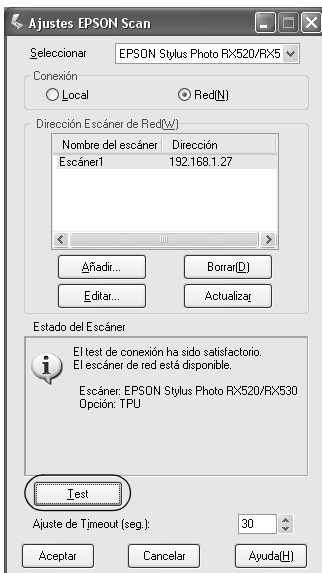 Ajustes EPSON Scan
Seleccionar EPSON Stylus Photo RX520/RX5
Conexión
Local Red(N)
Dirección Escáner de Red(W)
Nombre del escáner Dirección
Escáner1 192.168.1.27
Añadir... Borrar(D)
Editar... Actualizar
Estado del Escáner
El test de conexión ha sido satisfactorio.
El escáner de red está disponible.
Escáner: EPSON Stylus Photo RX520/RX530
Opción: TPU
Test
Ajuste de Timeout (seg.): 30
Aceptar Cancelar Ayuda(H)